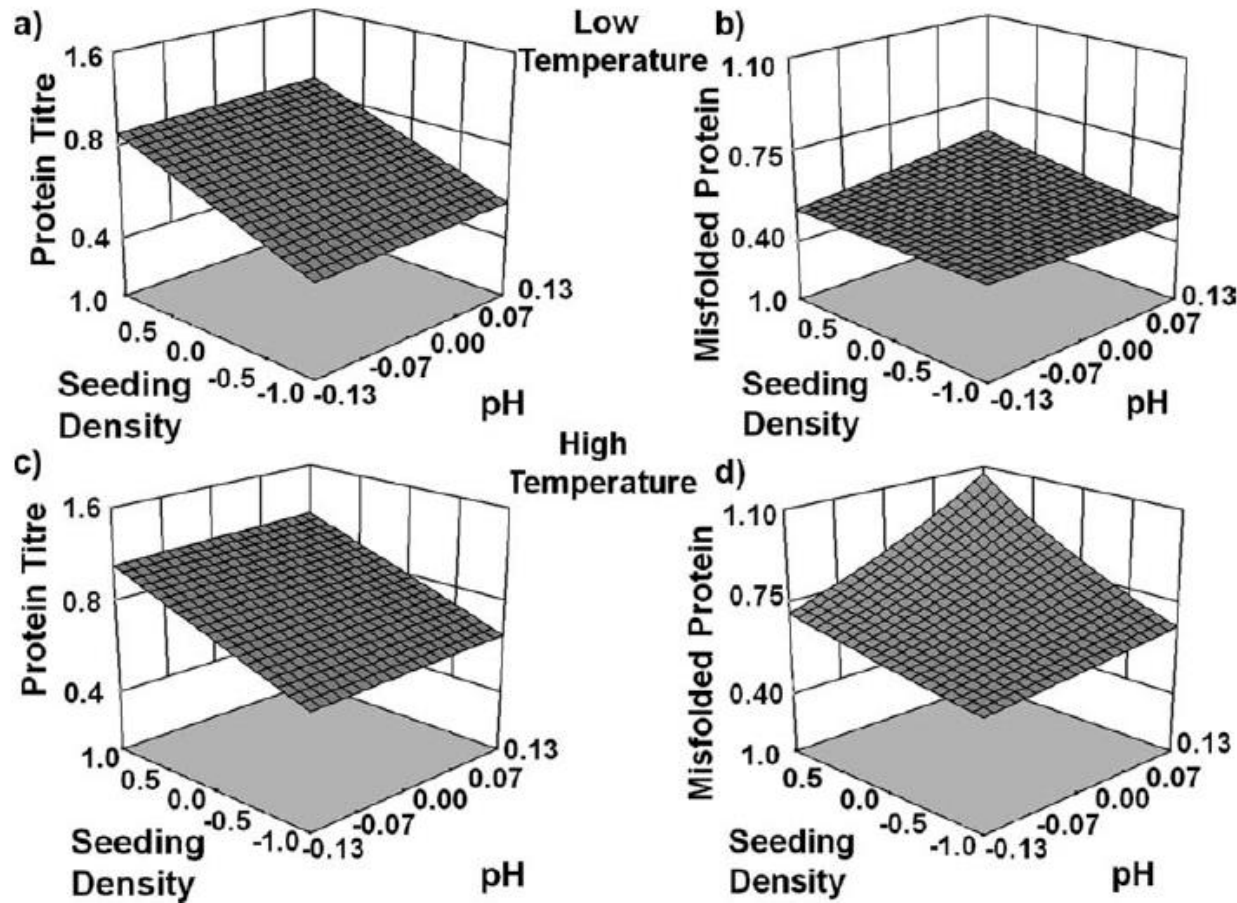 a)
Low
Temperature
b)
1.6
0.8
0.4
1.0
0.5
0.0
-0.5
-1.0
-0.13
-0.07
0.00
0.07
0.13
Protein Titre
Seeding
Density
pH
1.10
0.75
0.40
1.0
0.5
0.0
-0.5
-1.0
-0.13
-0.07
0.00
0.07
0.13
Misfolded Protein
Seeding
Density
pH
c)
High
Temperature
d)
1.6
0.8
0.4
1.0
0.5
0.0
-0.5
-1.0
-0.13
-0.07
0.00
0.07
0.13
Protein Titre
Seeding
Density
pH
1.10
0.75
0.40
1.0
0.5
0.0
-0.5
-1.0
-0.13
-0.07
0.00
0.07
0.13
Misfolded Protein
Seeding
Density
pH